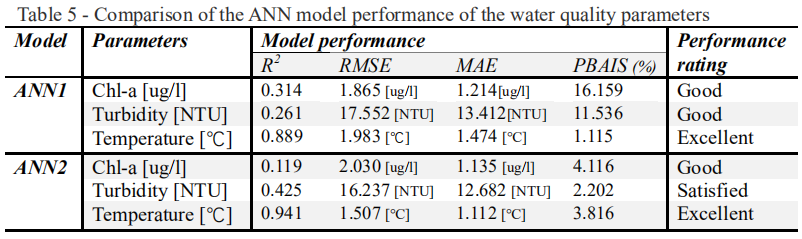 Table 5 - Comparison of the ANN model performance of the water quality parameters
Model Parameters Model performance Performance rating
R² RMSE MAE PBAIS (%)
ANN1 Chl-a [ug/l] 0.314 1.865 [ug/l] 1.214[ug/l] 16.159 Good
Turbidity [NTU] 0.261 17.552 [NTU] 13.412[NTU] 11.536 Good
Temperature [℃] 0.889 1.983 [℃] 1.474 [℃] 1.115 Excellent
ANN2 Chl-a [ug/l] 0.119 2.030 [ug/l] 1.135 [ug/l] 4.116 Good
Turbidity [NTU] 0.425 16.237 [NTU] 12.682 [NTU] 2.202 Satisfied
Temperature [℃] 0.941 1.507 [℃] 1.112 [℃] 3.816 Excellent